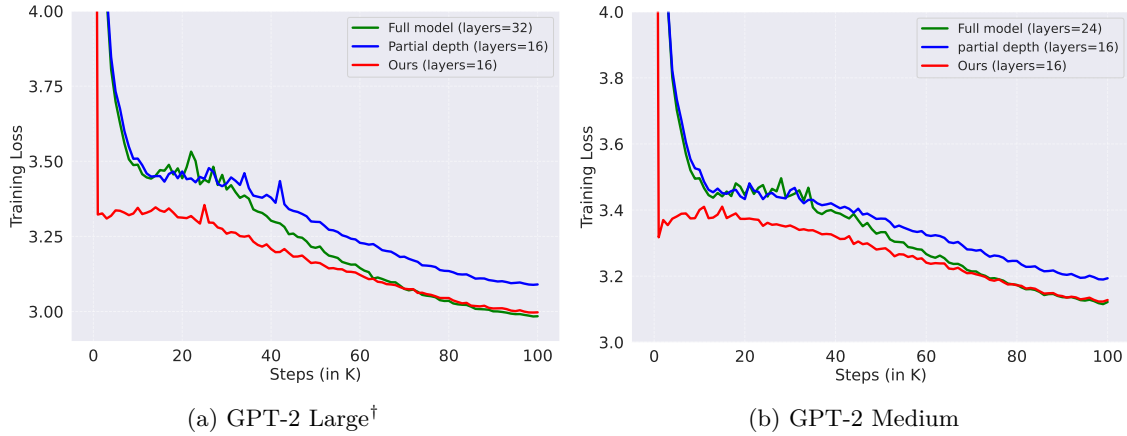 4.00
3.75
3.50
3.25
3.00
Training Loss
0 20 40 60 80 100
Steps (in K)
Full model (layers=32)
Partial depth (layers=16)
Ours (layers=16)
(a) GPT-2 Large†
4.0
3.8
3.6
3.4
3.2
3.0
Training Loss
0 20 40 60 80 100
Steps (in K)
Full model (layers=24)
partial depth (layers=16)
Ours (layers=16)
(b) GPT-2 Medium